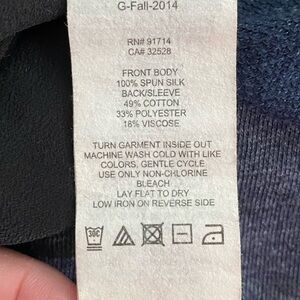 G-Fall-2014
RN# 91714
CA# 32528
FRONT BODY
100% SPUN SILK
BACK/SLEEVE
49% COTTON
33% POLYESTER
18% VISCOSE
TURN GARMENT INSIDE OUT
MACHINE WASH COLD WITH LIKE
COLORS, GENTLE CYCLE
USE ONLY NON-CHLORINE
BLEACH
LAY FLAT TO DRY
LOW IRON ON REVERSE SIDE
30C